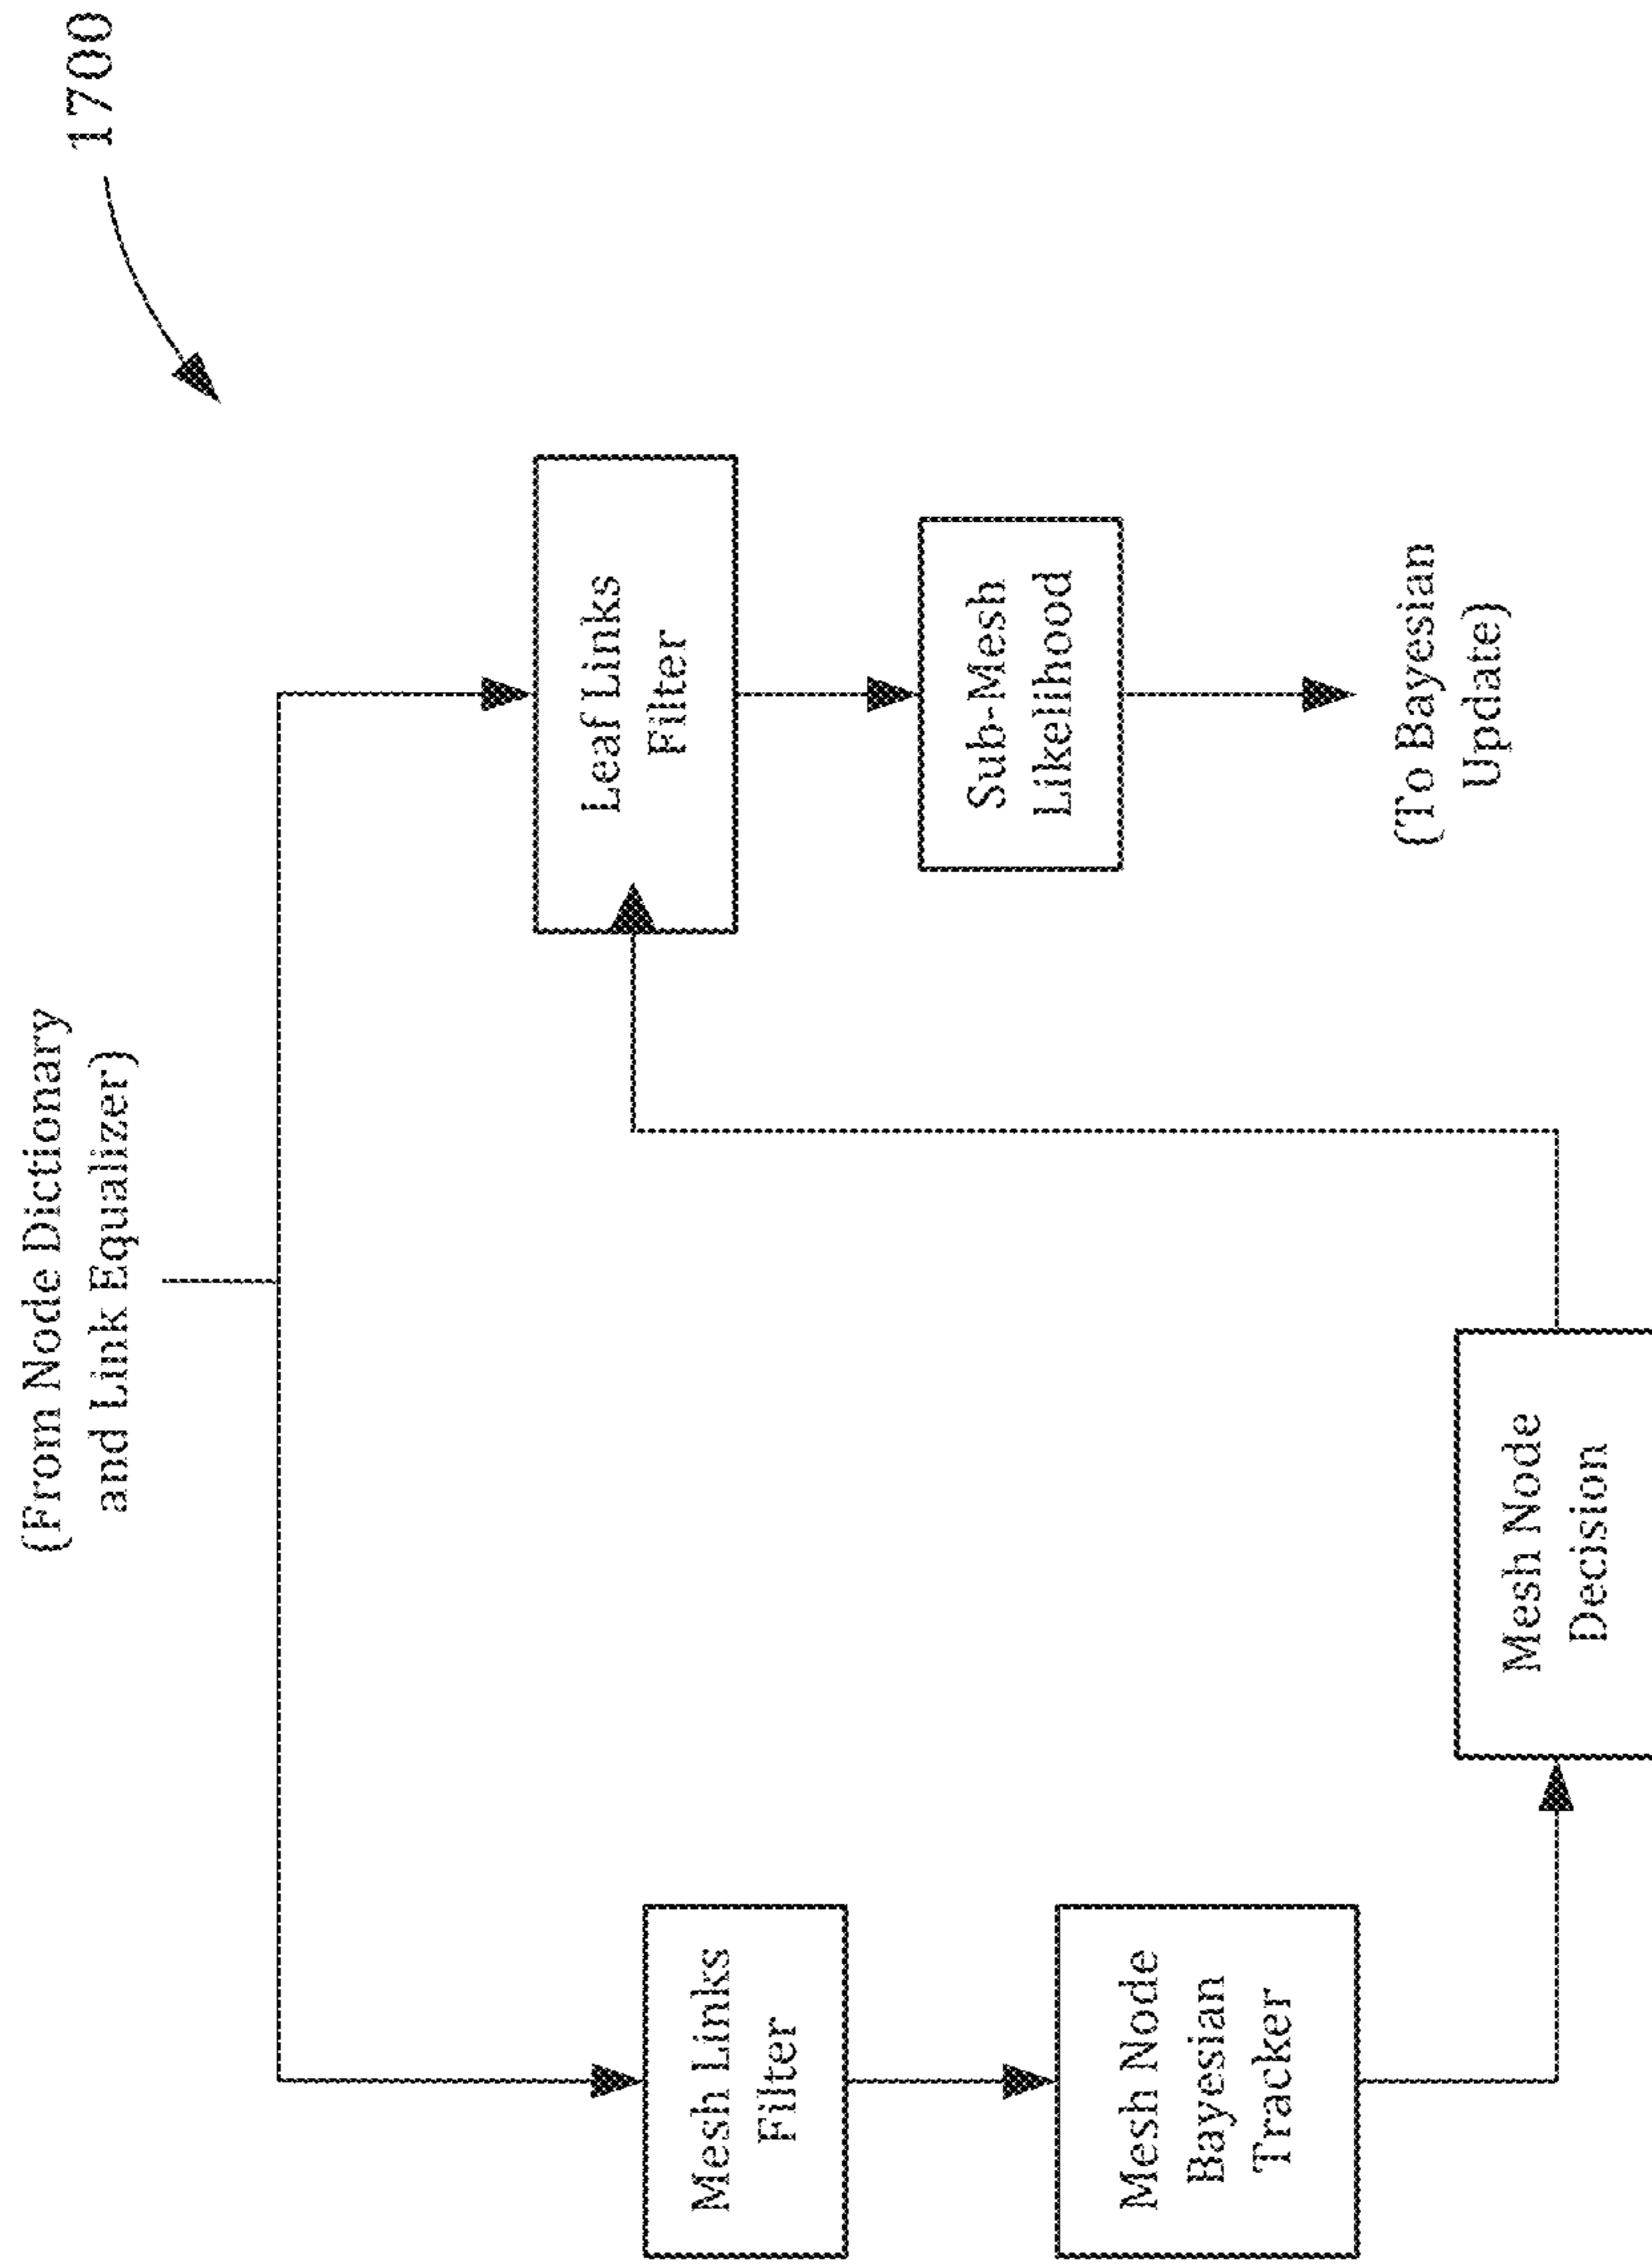 1700
(From Node Dictionary
and Link Equalizer)
Mesh Links
Filter
Mesh Node
Bayesian
Tracker
Mesh Node
Decision
Leaf Links
Filter
Sub-Mesh
Likelihood
(To Bayesian
Update)